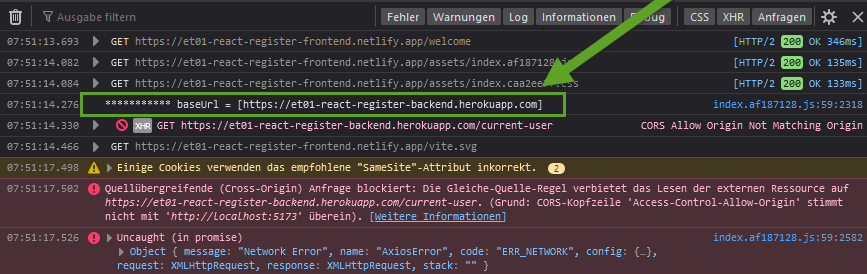 Ausgabe filtern Fehler Warnungen Log Informationen Debug CSS XHR Anfragen
07:51:13.693 GET https://et01-react-register-frontend.netlify.app/welcome [HTTP/2 200 OK 346ms]
07:51:14.084 GET https://et01-react-register-frontend.netlify.app/assets/index.af187128.js [HTTP/2 200 OK 135ms]
07:51:14.084 GET https://et01-react-register-frontend.netlify.app/assets/index.caa2ee css [HTTP/2 200 OK 133ms]
07:51:14.276 *********** baseUrl = [https://et01-react-register-backend.herokuapp.com] index.af187128.js:59:2318
07:51:14.330 XHR GET https://et01-react-register-backend.herokuapp.com/current-user CORS Allow Origin Not Matching Origin
07:51:14.466 GET https://et01-react-register-frontend.netlify.app/vite.svg
07:51:17.498 Einige Cookies verwenden das empfohlene "SameSite"-Attribut inkorrekt. 2
07:51:17.502 Quellübergreifende (Cross-Origin) Anfrage blockiert: Die Gleiche-Quelle-Regel verbietet das Lesen der externen Ressource auf
https://et01-react-register-backend.herokuapp.com/current-user. (Grund: CORS-Kopfzeile 'Access-Control-Allow-Origin' stimmt
nicht mit 'http://localhost:5173' überein). [Weitere Informationen]
07:51:17.526 Uncaught (in promise) index.af187128.js:59:2582
Object { message: "Network Error", name: "AxiosError", code: "ERR_NETWORK", config: {…},
request: XMLHttpRequest, response: XMLHttpRequest, stack: "" }